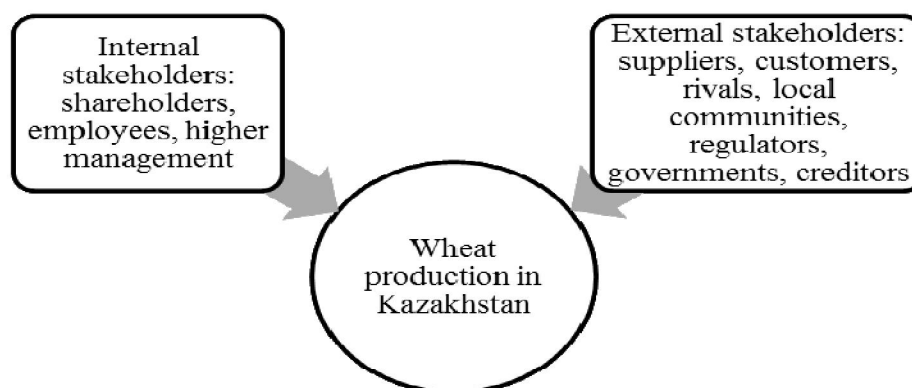 Internal
stakeholders:
shareholders,
employees, higher
management
External stakeholders:
suppliers, customers,
rivals, local
communities,
regulators,
governments, creditors
Wheat
production in
Kazakhstan